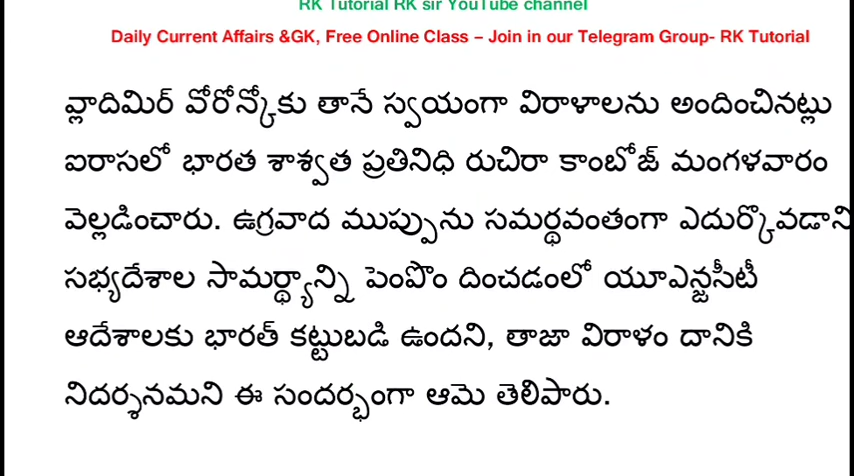 RK Tutorial RK sir YouTube channel
Daily Current Affairs &GK, Free Online Class – Join in our Telegram Group- RK Tutorial
వ్లాదిమిర్ వోరోన్కోకు తానే స్వయంగా విరాళాలను అందించినట్లు
ఐరాసలో భారత శాశ్వత ప్రతినిధి రుచిరా కాంబోజ్ మంగళవారం
వెల్లడించారు. ఉగ్రవాద ముప్పును సమర్థవంతంగా ఎదుర్కొవడాని
సభ్యదేశాల సామర్థ్యాన్ని పెంపొం దించడంలో యూఎన్జసీటీ
ఆదేశాలకు భారత్ కట్టుబడి ఉందని, తాజా విరాళం దానికి
నిదర్శనమని ఈ సందర్భంగా ఆమె తెలిపారు.